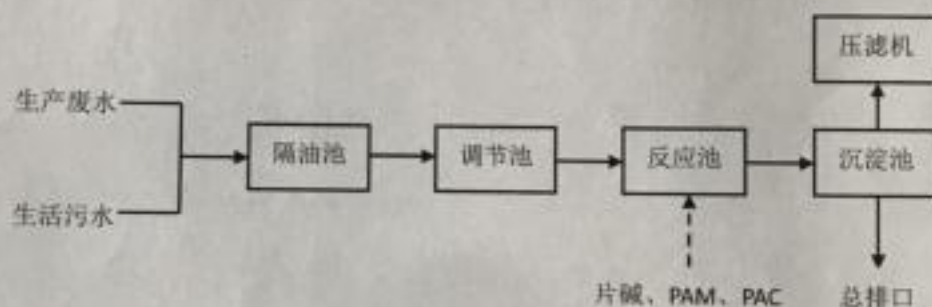 压滤机
生产废水
隔油池
调节池
反应池
沉淀池
生活污水
片碱、PAM、PAC
总排口